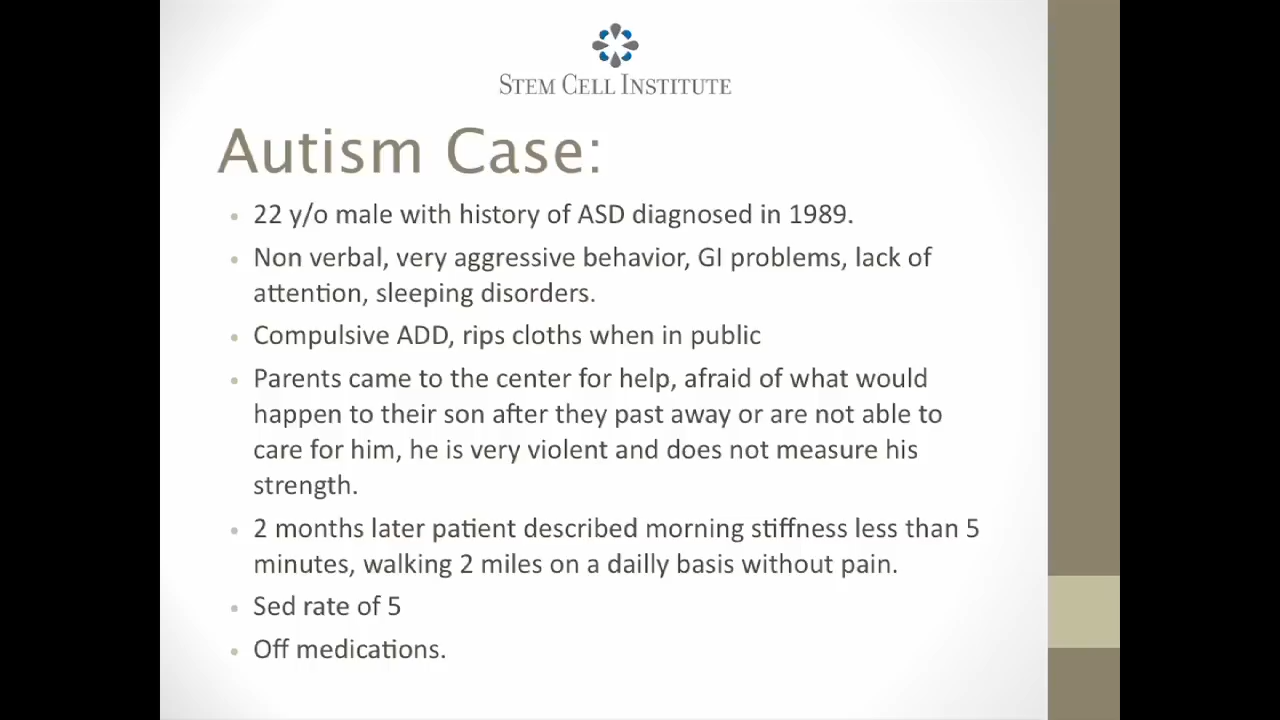 STEM CELL INSTITUTE
Autism Case:
• 22 y/o male with history of ASD diagnosed in 1989.
• Non verbal, very aggressive behavior, GI problems, lack of
attention, sleeping disorders.
• Compulsive ADD, rips cloths when in public
• Parents came to the center for help, afraid of what would
happen to their son after they past away or are not able to
care for him, he is very violent and does not measure his
strength.
• 2 months later patient described morning stiffness less than 5
minutes, walking 2 miles on a dailly basis without pain.
• Sed rate of 5
• Off medications.